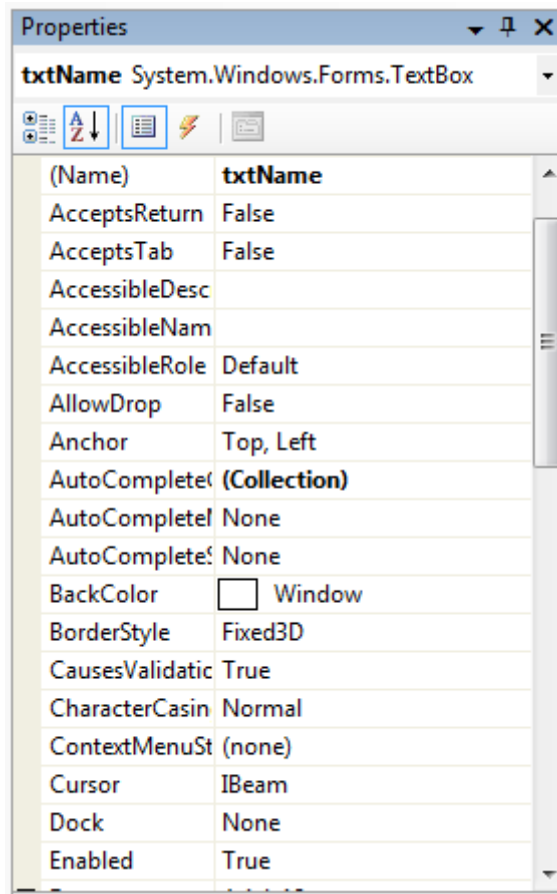 Properties
txtName System.Windows.Forms.TextBox
(Name) txtName
AcceptsReturn False
AcceptsTab False
AccessibleDesc
AccessibleNam
AccessibleRole Default
AllowDrop False
Anchor Top, Left
AutoComplete( (Collection)
AutoComplete None
AutoComplete None
BackColor Window
BorderStyle Fixed3D
CausesValidatic True
CharacterCasin Normal
ContextMenuSt (none)
Cursor IBeam
Dock None
Enabled True